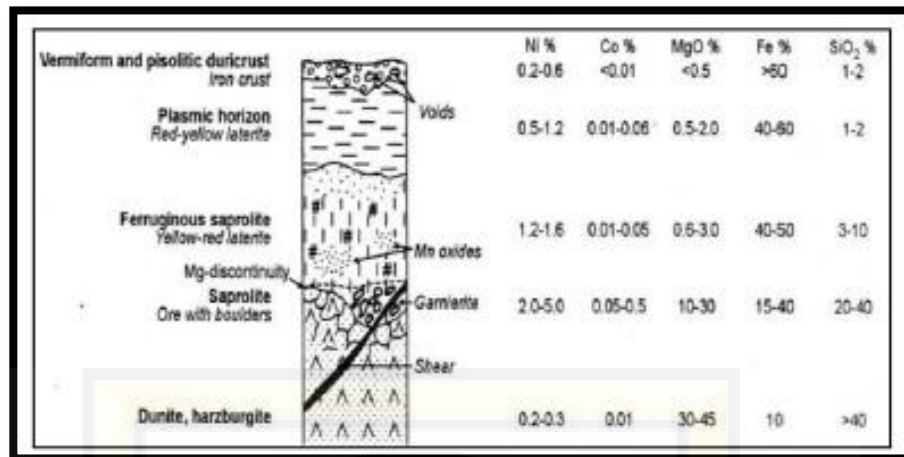 Ni % Co % MgO % Fe % SiO2 %
Vermiform and pisolitic duricrust
Iron crust
0.2-0.6 <0.01 <0.5 >60 1-2
Voids
Plasmic horizon
Red-yellow laterite
0.5-1.2 0.01-0.06 0.5-2.0 40-60 1-2
Ferruginous saprolite
Yellow-red laterite
1.2-1.6 0.01-0.05 0.6-3.0 40-50 3-10
Mn oxides
Mg-discontinuity
Saprolite
Ore with boulders
Garnierite
2.0-5.0 0.05-0.5 10-30 15-40 20-40
Shear
Dunite, harzburgite
0.2-0.3 0.01 30-45 10 >40